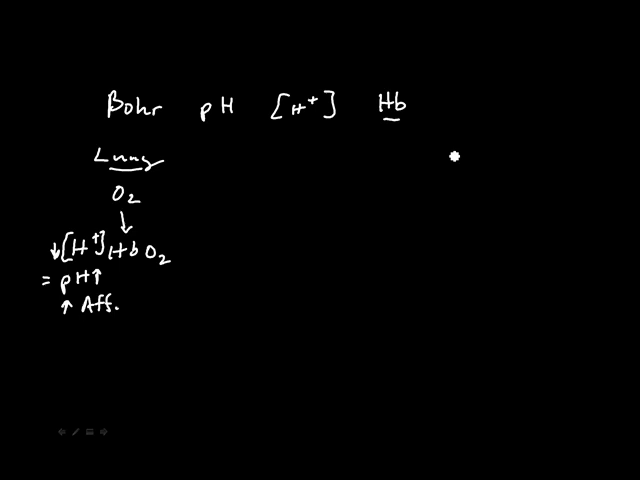 Bohr pH [H+] Hb
Lung
O2
↓
↓[H+]HbO2
= pH↑
↑ Aff.